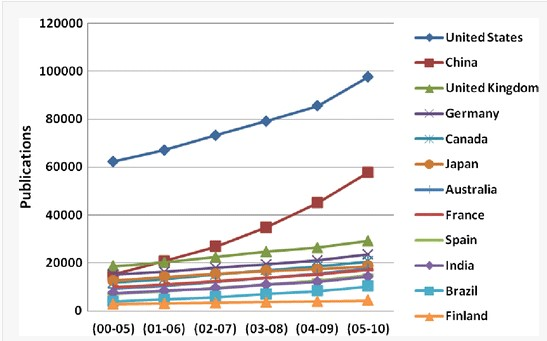 120000
100000
80000
60000
40000
20000
0
Publications
(00-05) (01-06) (02-07) (03-08) (04-09) (05-10)
United States
China
United Kingdom
Germany
Canada
Japan
Australia
France
Spain
India
Brazil
Finland